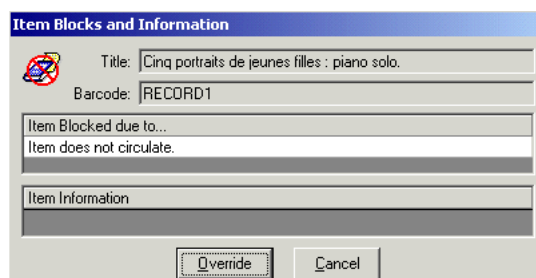 Item Blocks and Information
Title: Cinq portraits de jeunes filles : piano solo.
Barcode: RECORD1
Item Blocked due to...
Item does not circulate.
Item Information
Override Cancel